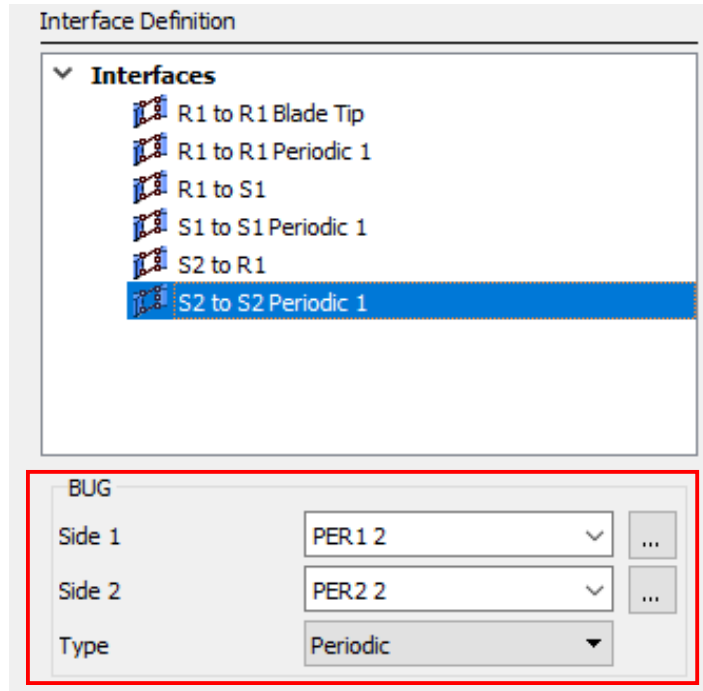 Interface Definition
Interfaces
R1 to R1 Blade Tip
R1 to R1 Periodic 1
R1 to S1
S1 to S1 Periodic 1
S2 to R1
S2 to S2 Periodic 1
BUG
Side 1 PER1 2 ...
Side 2 PER2 2 ...
Type Periodic